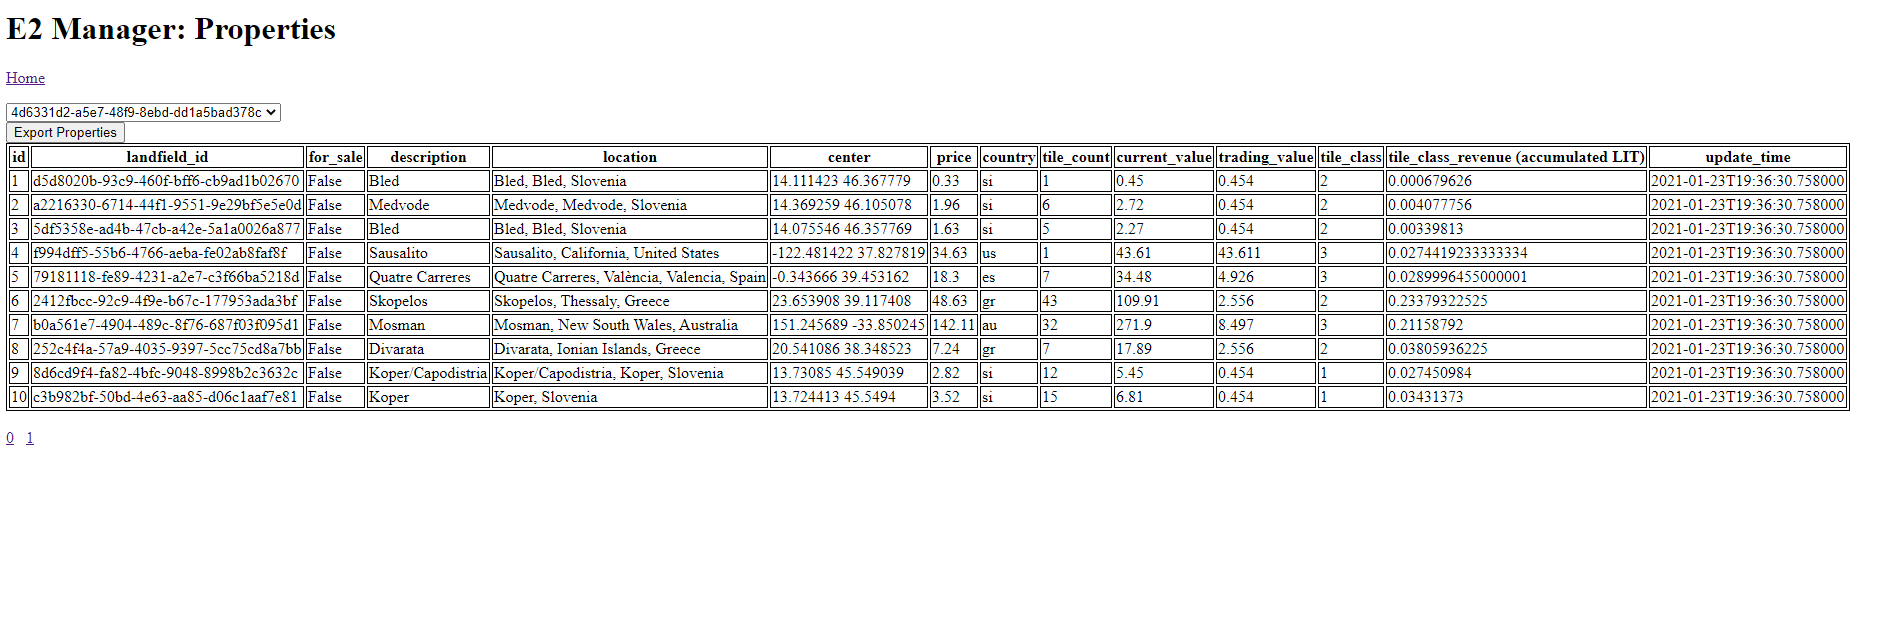 E2 Manager: Properties
Home
4d6331d2-a5e7-48f9-8ebd-dd1a5bad378c
Export Properties
id landfield_id for_sale description location center price country tile_count current_value trading_value tile_class tile_class_revenue (accumulated LIT) update_time
1 d5d8020b-93c9-460f-bff6-cb9ad1b02670 False Bled Bled, Bled, Slovenia 14.111423 46.367779 0.33 si 1 0.45 0.454 2 0.000679626 2021-01-23T19:36:30.758000
2 a2216330-6714-44f1-9551-9e29bf5e5e0d False Medvode Medvode, Medvode, Slovenia 14.369259 46.105078 1.96 si 6 2.72 0.454 2 0.004077756 2021-01-23T19:36:30.758000
3 5df5358e-ad4b-47cb-a42e-5a1a0026a877 False Bled Bled, Bled, Slovenia 14.075546 46.357769 1.63 si 5 2.27 0.454 2 0.00339813 2021-01-23T19:36:30.758000
4 f994dff5-55b6-4766-aeba-fe02ab8faf8f False Sausalito Sausalito, California, United States -122.481422 37.827819 34.63 us 1 43.61 43.611 3 0.0274419233333334 2021-01-23T19:36:30.758000
5 79181118-fe89-4231-a2e7-c3f66ba5218d False Quatre Carreres Quatre Carreres, València, Valencia, Spain -0.343666 39.453162 18.3 es 7 34.48 4.926 3 0.0289996455000001 2021-01-23T19:36:30.758000
6 2412fbcc-92c9-4f9e-b67c-177953ada3bf False Skopelos Skopelos, Thessaly, Greece 23.653908 39.117408 48.63 gr 43 109.91 2.556 2 0.23379322525 2021-01-23T19:36:30.758000
7 b0a561e7-4904-489c-8f76-687f03f095d1 False Mosman Mosman, New South Wales, Australia 151.245689 -33.850245 142.11 au 32 271.9 8.497 3 0.21158792 2021-01-23T19:36:30.758000
8 252c4f4a-57a9-4035-9397-5cc75cd8a7bb False Divarata Divarata, Ionian Islands, Greece 20.541086 38.348523 7.24 gr 7 17.89 2.556 2 0.03805936225 2021-01-23T19:36:30.758000
9 8d6cd9f4-fa82-4bfc-9048-8998b2c3632c False Koper/Capodistria Koper/Capodistria, Koper, Slovenia 13.73085 45.549039 2.82 si 12 5.45 0.454 1 0.027450984 2021-01-23T19:36:30.758000
10 c3b982bf-50bd-4e63-aa85-d06c1aaf7e81 False Koper Koper, Slovenia 13.724413 45.5494 3.52 si 15 6.81 0.454 1 0.03431373 2021-01-23T19:36:30.758000
0 1